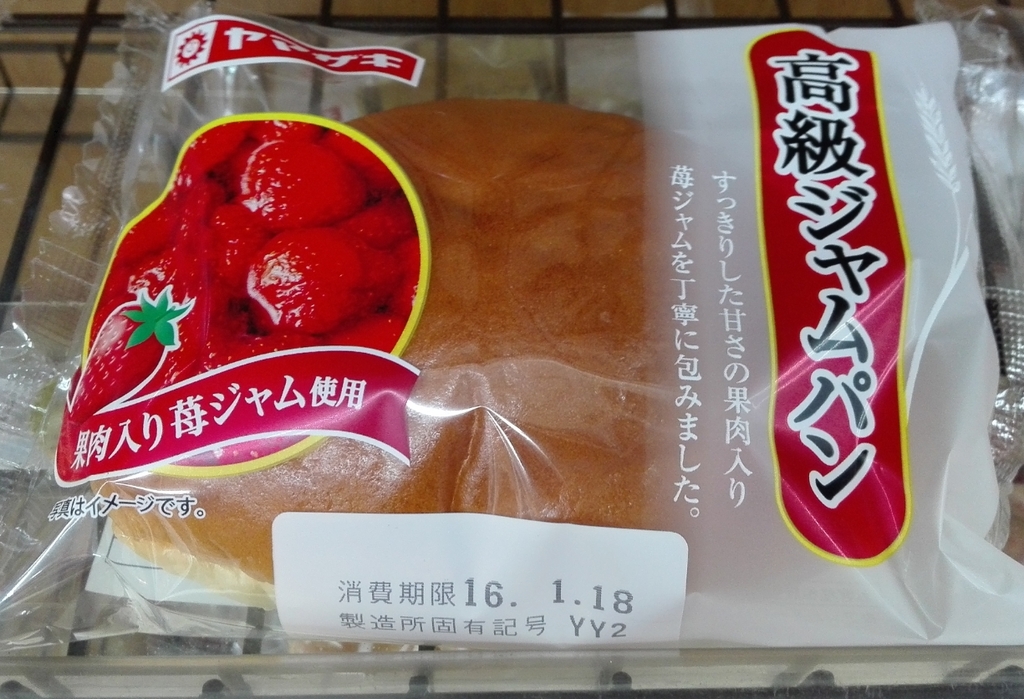 ヤマザキ
高級ジャムパン
すっきりした甘さの果肉入り
苺ジャムを丁寧に包みました。
果肉入り苺ジャム使用
写真はイメージです。
消費期限16. 1.18
製造所固有記号 YY2